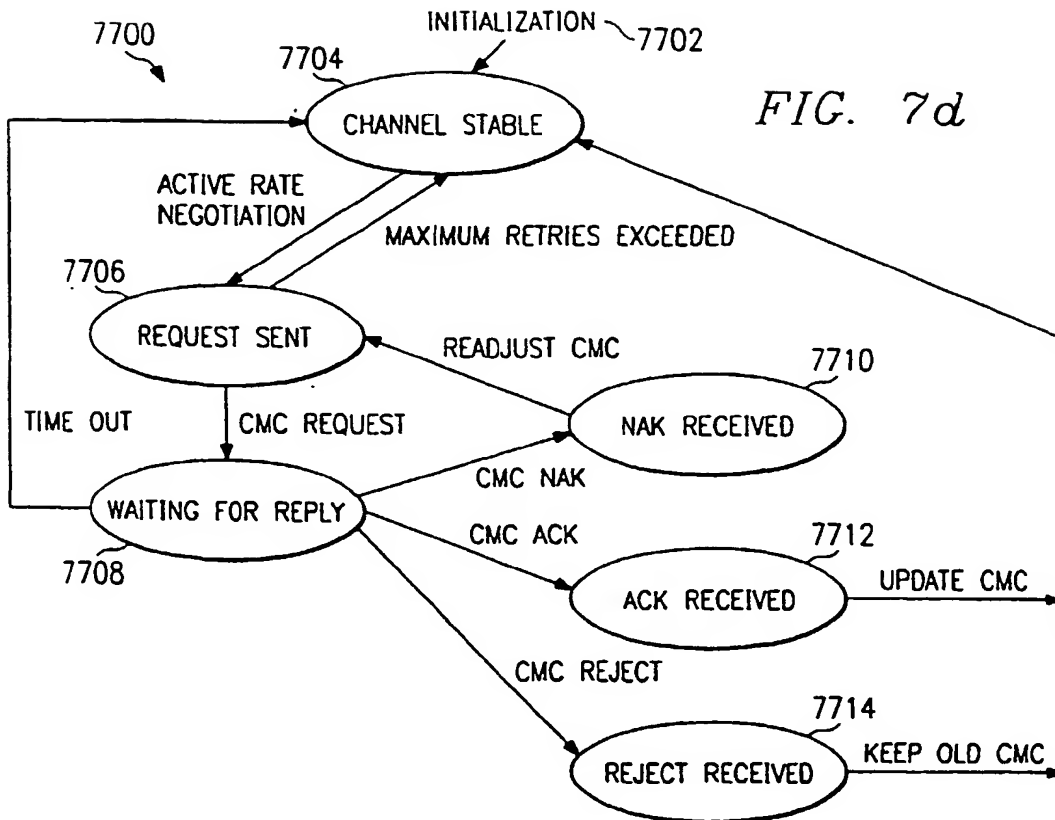 7700
INITIALIZATION
7702
7704
FIG. 7d
CHANNEL STABLE
ACTIVE RATE
NEGOTIATION
MAXIMUM RETRIES EXCEEDED
7706
REQUEST SENT
READJUST CMC
7710
NAK RECEIVED
TIME OUT
CMC REQUEST
CMC NAK
WAITING FOR REPLY
7708
CMC ACK
7712
ACK RECEIVED
UPDATE CMC
CMC REJECT
7714
REJECT RECEIVED
KEEP OLD CMC